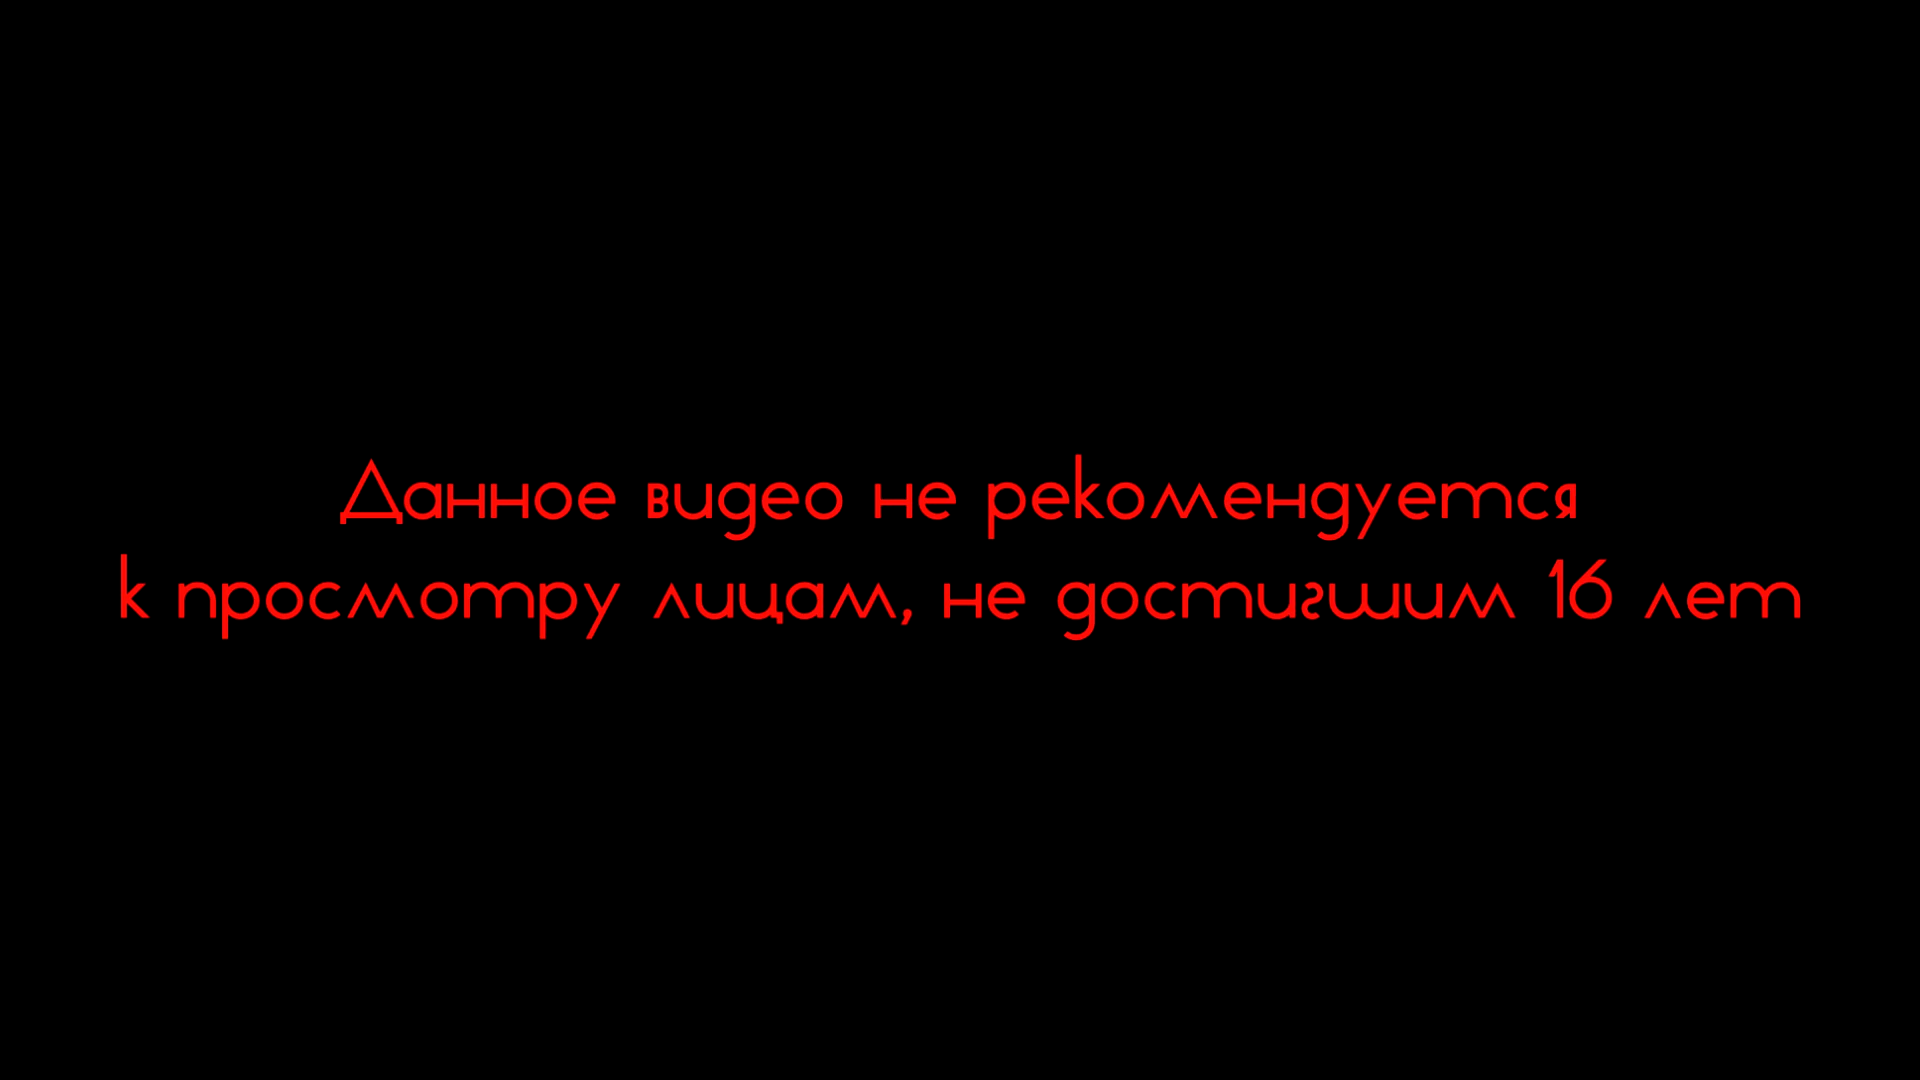 Данное видео не рекомендуется
к просмотру лицам, не достигшим 16 лет